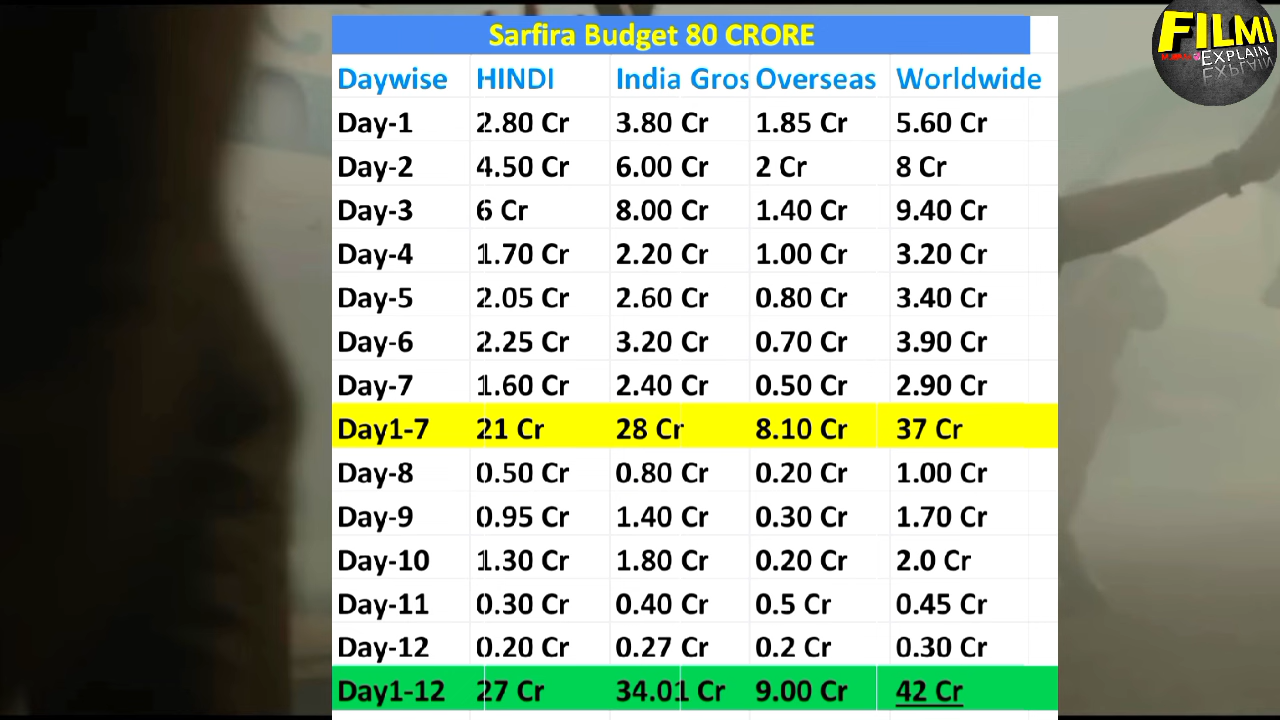 Sarfira Budget 80 CRORE
FILMI
EXPLAIN
Daywise HINDI India Gros Overseas Worldwide
Day-1 2.80 Cr 3.80 Cr 1.85 Cr 5.60 Cr
Day-2 4.50 Cr 6.00 Cr 2 Cr 8 Cr
Day-3 6 Cr 8.00 Cr 1.40 Cr 9.40 Cr
Day-4 1.70 Cr 2.20 Cr 1.00 Cr 3.20 Cr
Day-5 2.05 Cr 2.60 Cr 0.80 Cr 3.40 Cr
Day-6 2.25 Cr 3.20 Cr 0.70 Cr 3.90 Cr
Day-7 1.60 Cr 2.40 Cr 0.50 Cr 2.90 Cr
Day1-7 21 Cr 28 Cr 8.10 Cr 37 Cr
Day-8 0.50 Cr 0.80 Cr 0.20 Cr 1.00 Cr
Day-9 0.95 Cr 1.40 Cr 0.30 Cr 1.70 Cr
Day-10 1.30 Cr 1.80 Cr 0.20 Cr 2.0 Cr
Day-11 0.30 Cr 0.40 Cr 0.5 Cr 0.45 Cr
Day-12 0.20 Cr 0.27 Cr 0.2 Cr 0.30 Cr
Day1-12 27 Cr 34.01 Cr 9.00 Cr 42 Cr